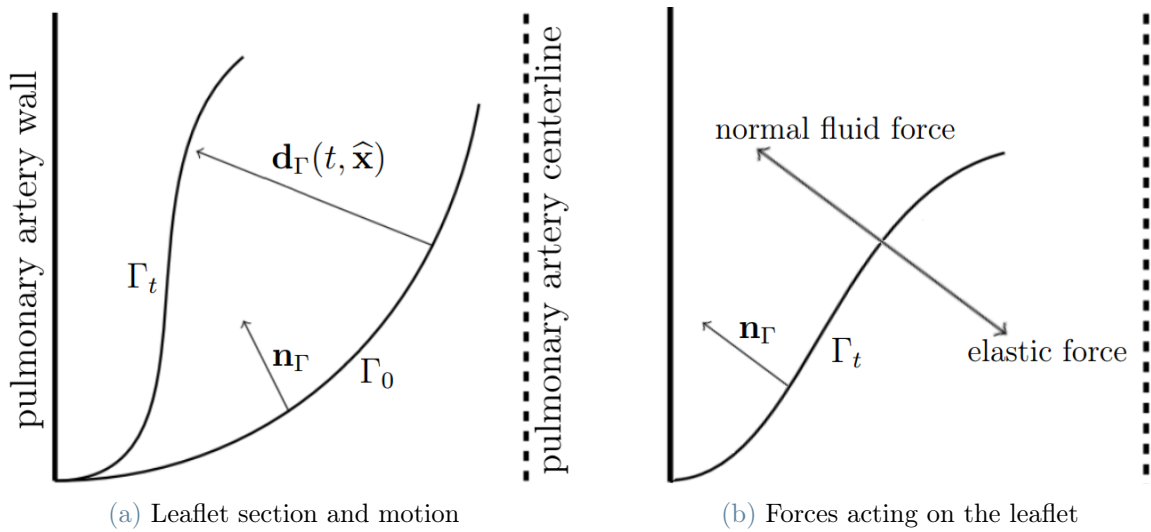 pulmonary artery wall
d_Γ(t, x̂)
Γ_t
n_Γ
Γ_0
pulmonary artery centerline
(a) Leaflet section and motion
normal fluid force
n_Γ
Γ_t
elastic force
(b) Forces acting on the leaflet